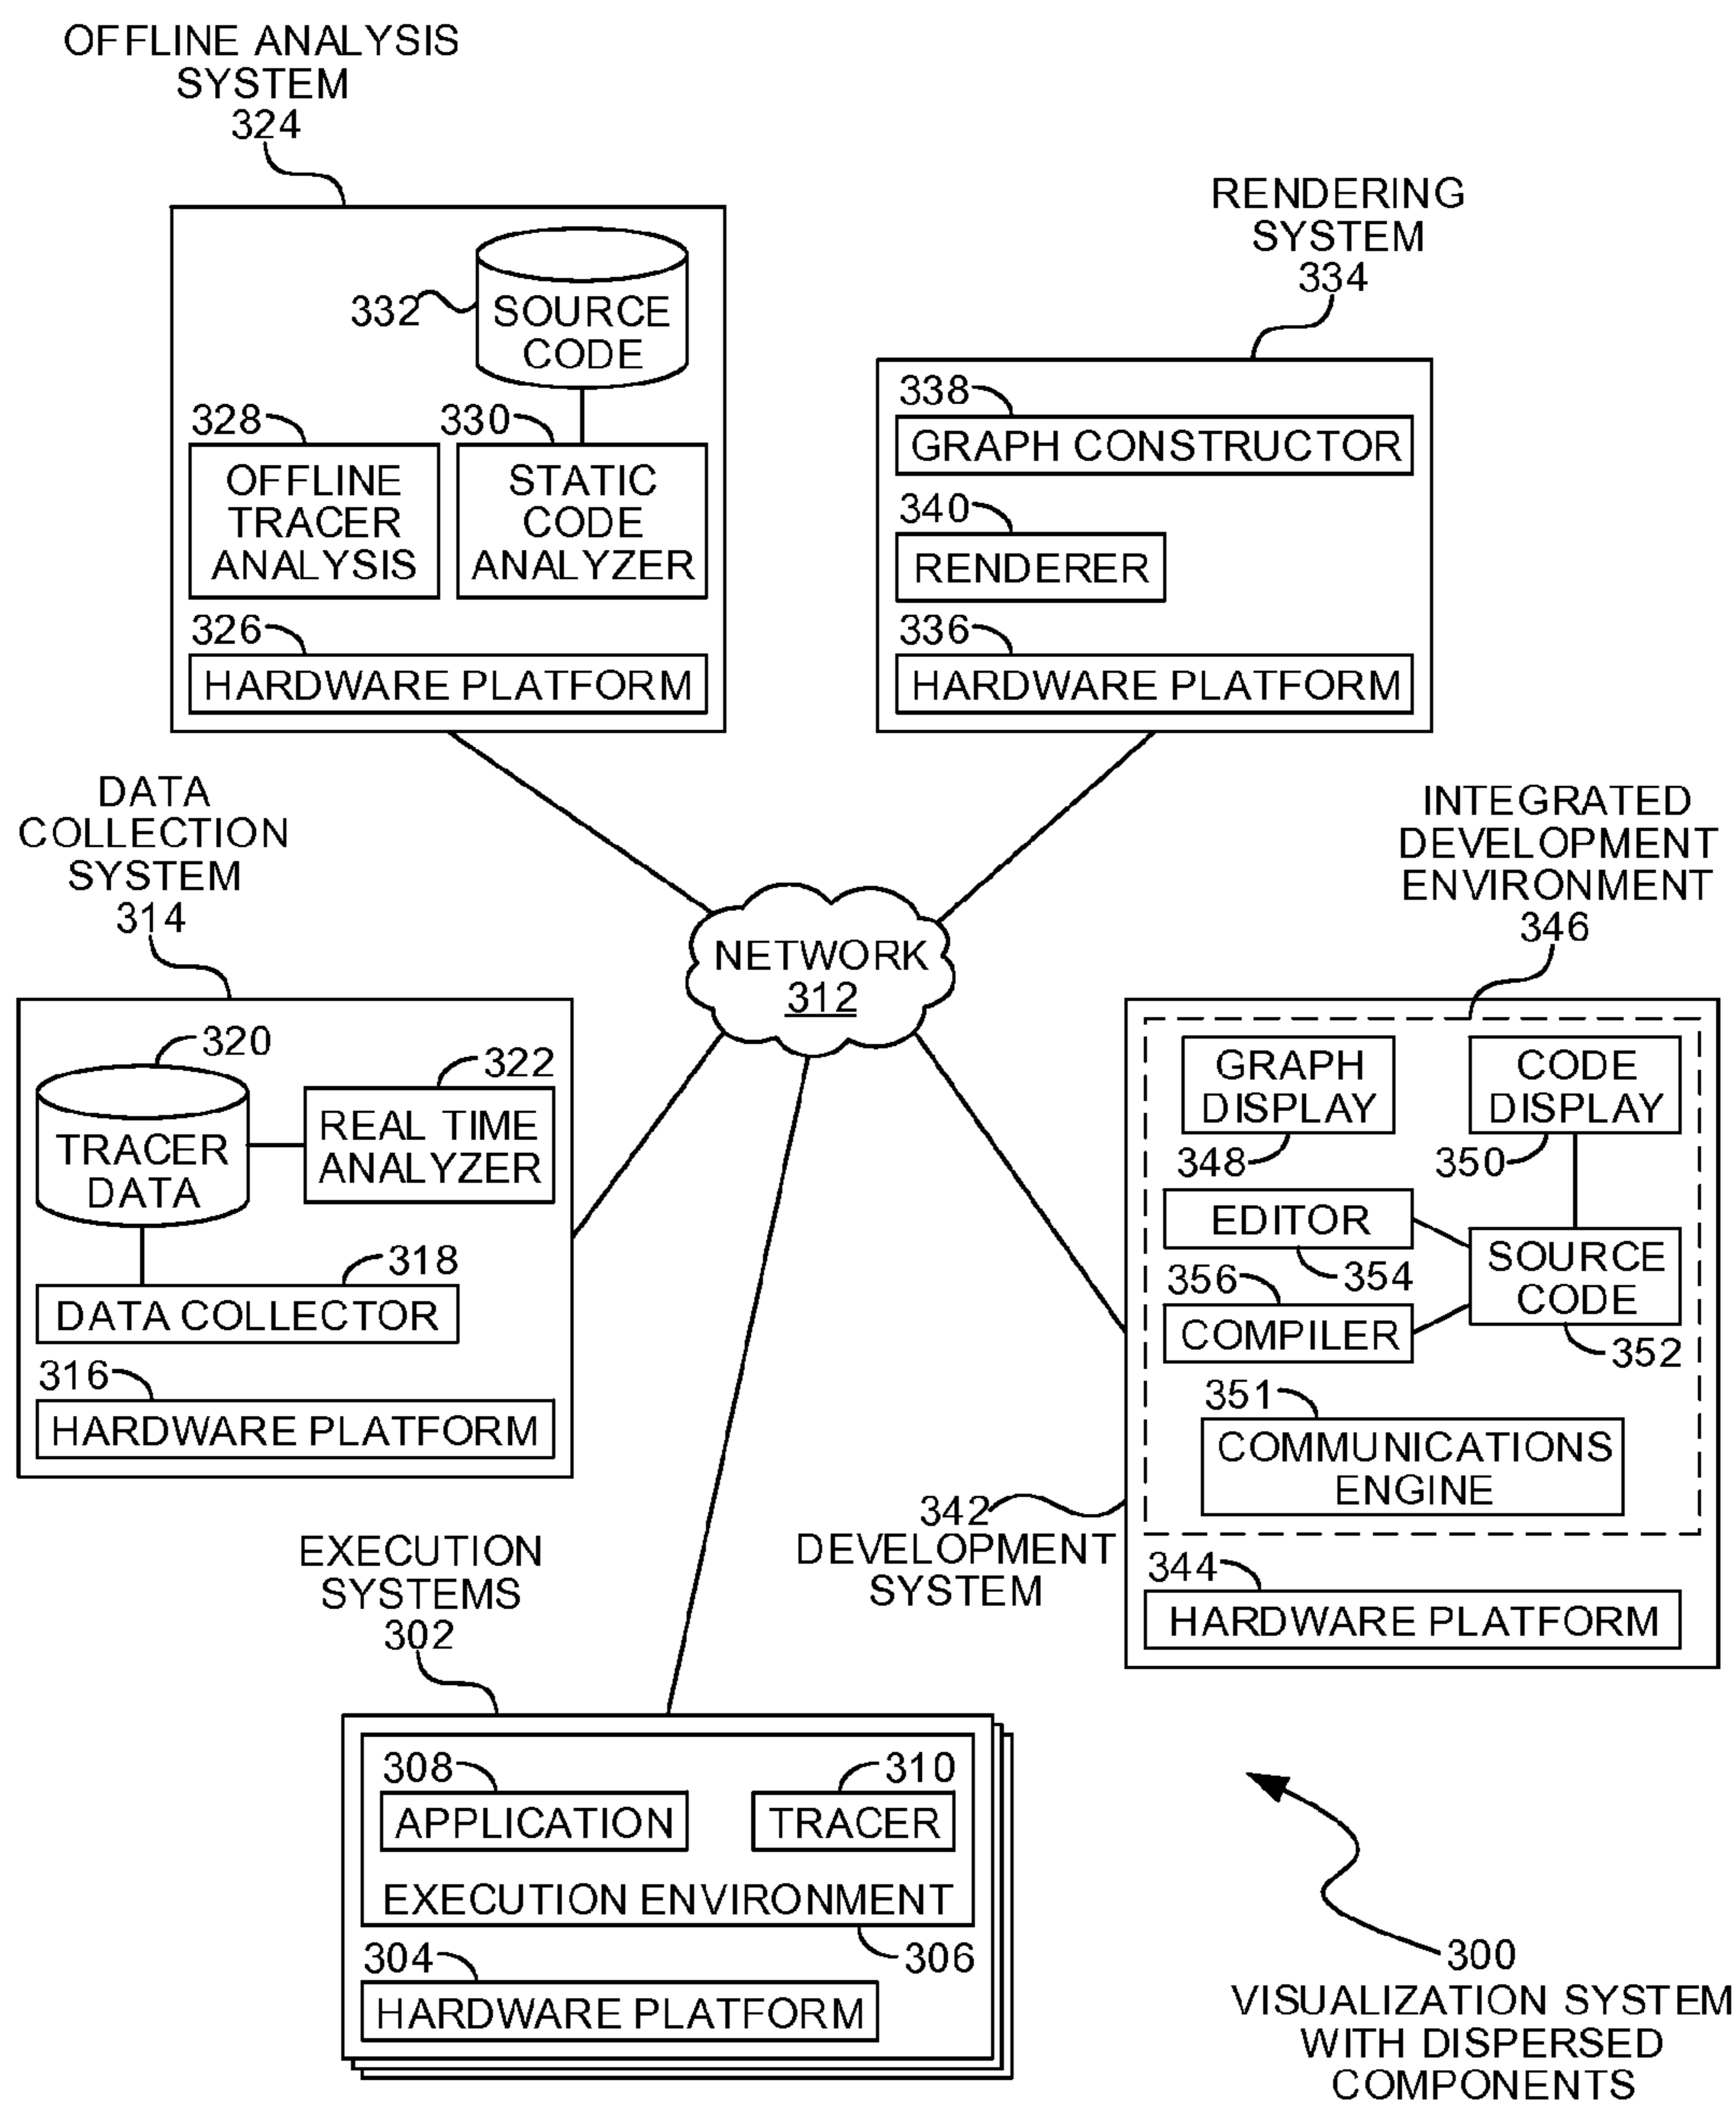 OFFLINE ANALYSIS
SYSTEM
324
332
SOURCE
CODE
328
330
OFFLINE
TRACER
ANALYSIS
STATIC
CODE
ANALYZER
326
HARDWARE PLATFORM
RENDERING
SYSTEM
334
338
GRAPH CONSTRUCTOR
340
RENDERER
336
HARDWARE PLATFORM
DATA
COLLECTION
SYSTEM
314
320
322
TRACER
DATA
REAL TIME
ANALYZER
318
DATA COLLECTOR
316
HARDWARE PLATFORM
NETWORK
312
INTEGRATED
DEVELOPMENT
ENVIRONMENT
346
GRAPH
DISPLAY
348
CODE
DISPLAY
350
EDITOR
354
SOURCE
CODE
352
356
COMPILER
351
COMMUNICATIONS
ENGINE
342
DEVELOPMENT
SYSTEM
344
HARDWARE PLATFORM
EXECUTION
SYSTEMS
302
308
310
APPLICATION
TRACER
EXECUTION ENVIRONMENT
306
304
HARDWARE PLATFORM
300
VISUALIZATION SYSTEM
WITH DISPERSED
COMPONENTS